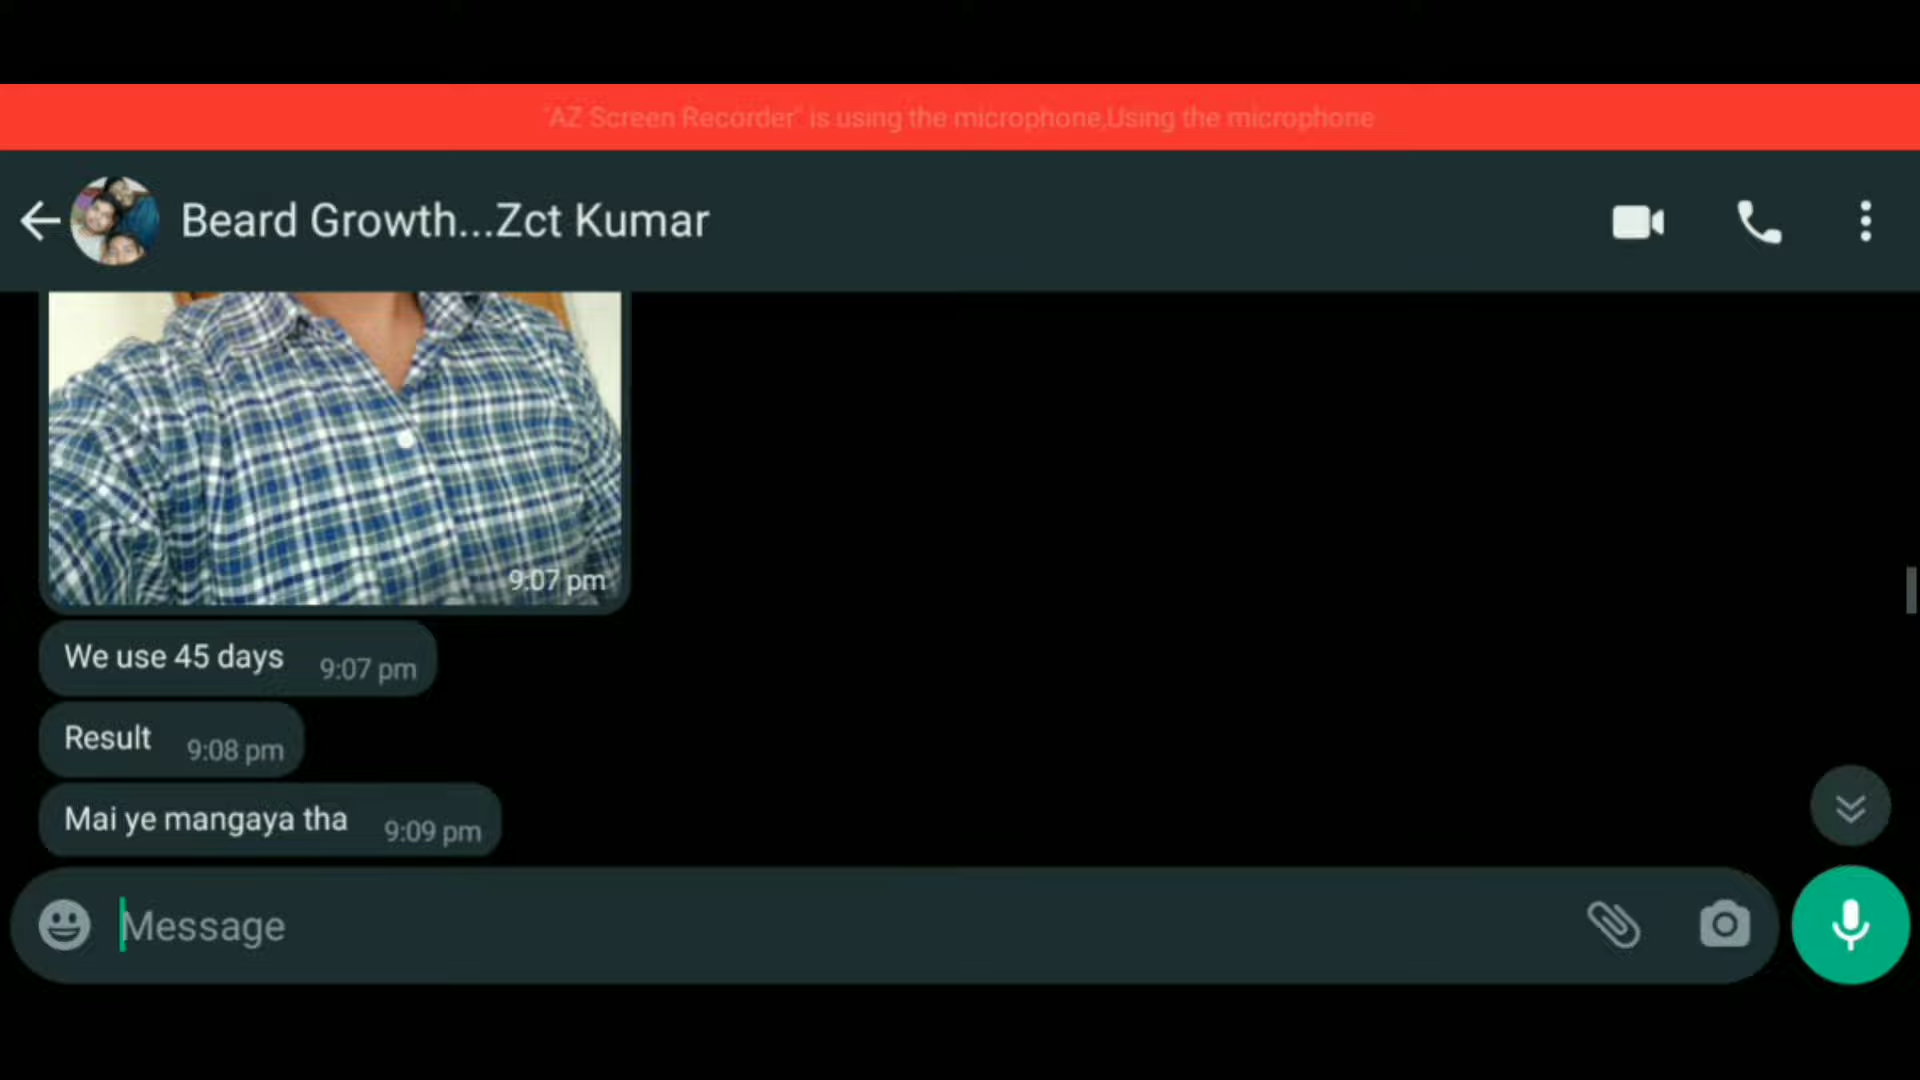 "AZ Screen Recorder" is using the microphone,Using the microphone
Beard Growth...Zct Kumar
9:07 pm
We use 45 days 9:07 pm
Result 9:08 pm
Mai ye mangaya tha 9:09 pm
Message